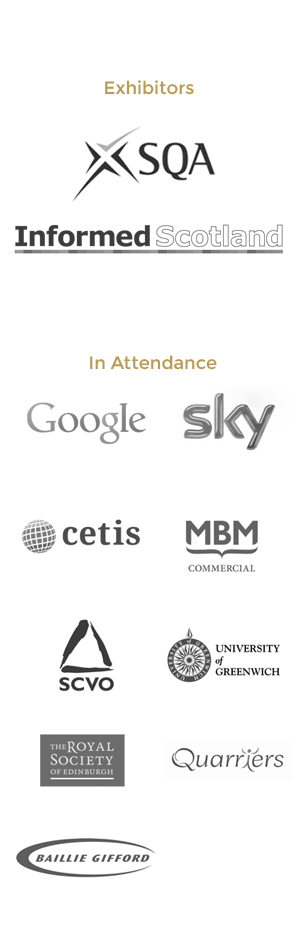 Exhibitors
SQA
Informed Scotland
In Attendance
Google
sky
cetis
MBM
COMMERCIAL
SCVO
UNIVERSITY
of
GREENWICH
THE ROYAL
SOCIETY
OF EDINBURGH
Quarriers
BAILLIE GIFFORD